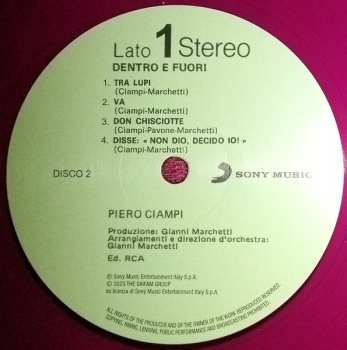 Lato 1 Stereo
DENTRO E FUORI
1. TRA LUPI
(Ciampi-Marchetti)
2. VA
(Ciampi-Marchetti)
3. DON CHISCIOTTE
(Ciampi-Pavone-Marchetti)
4. DISSE: « NON DIO, DECIDO IO! »
(Ciampi-Marchetti)
DISCO 2
SONY MUSIC
PIERO CIAMPI
Produzione: Gianni Marchetti
Arrangiamenti e direzione d'orchestra:
Gianni Marchetti
Ed. RCA
℗ Sony Music Entertainment Italy S.p.A.
© 2023 THE SAIFAM GROUP
su licenza di Sony Music Entertainment Italy S.p.A.
ALL RIGHTS OF THE PRODUCER AND OF THE OWNER OF THE WORK REPRODUCED RESERVED.
COPYING, HIRING, LENDING, PUBLIC PERFORMANCE AND BROADCASTING PROHIBITED.